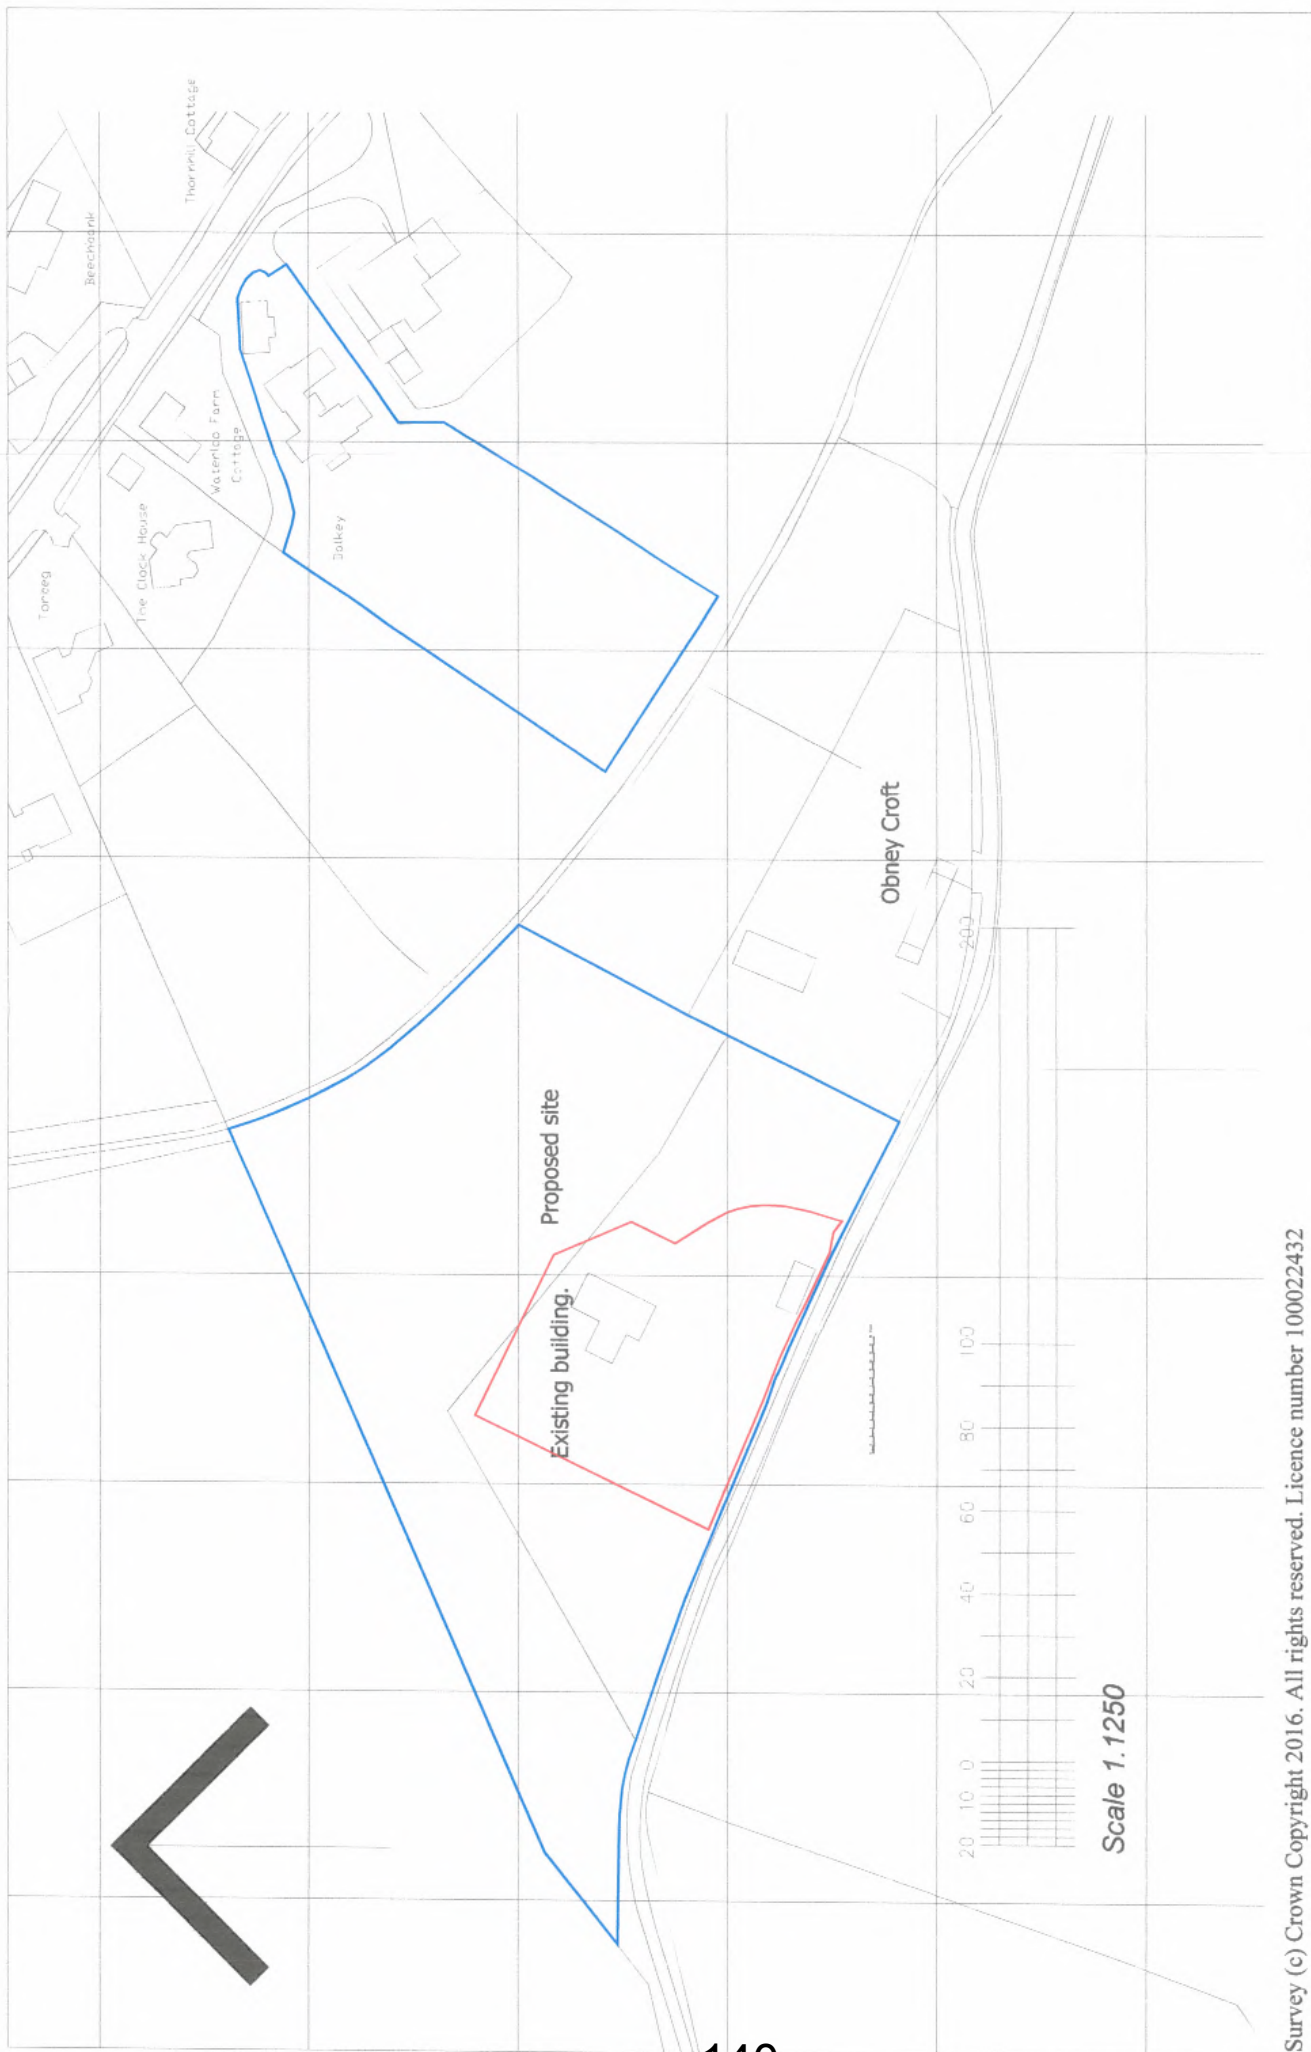 Thornhill Cottage
Beechbank
Waterloo Farm
Cottage
The Clock House
Toreeg
Dalkey
Obney Croft
Proposed site
Existing building.
20 10 0 20 40 60 80 100 200
Scale 1.1250
Survey (c) Crown Copyright 2016. All rights reserved. Licence number 100022432